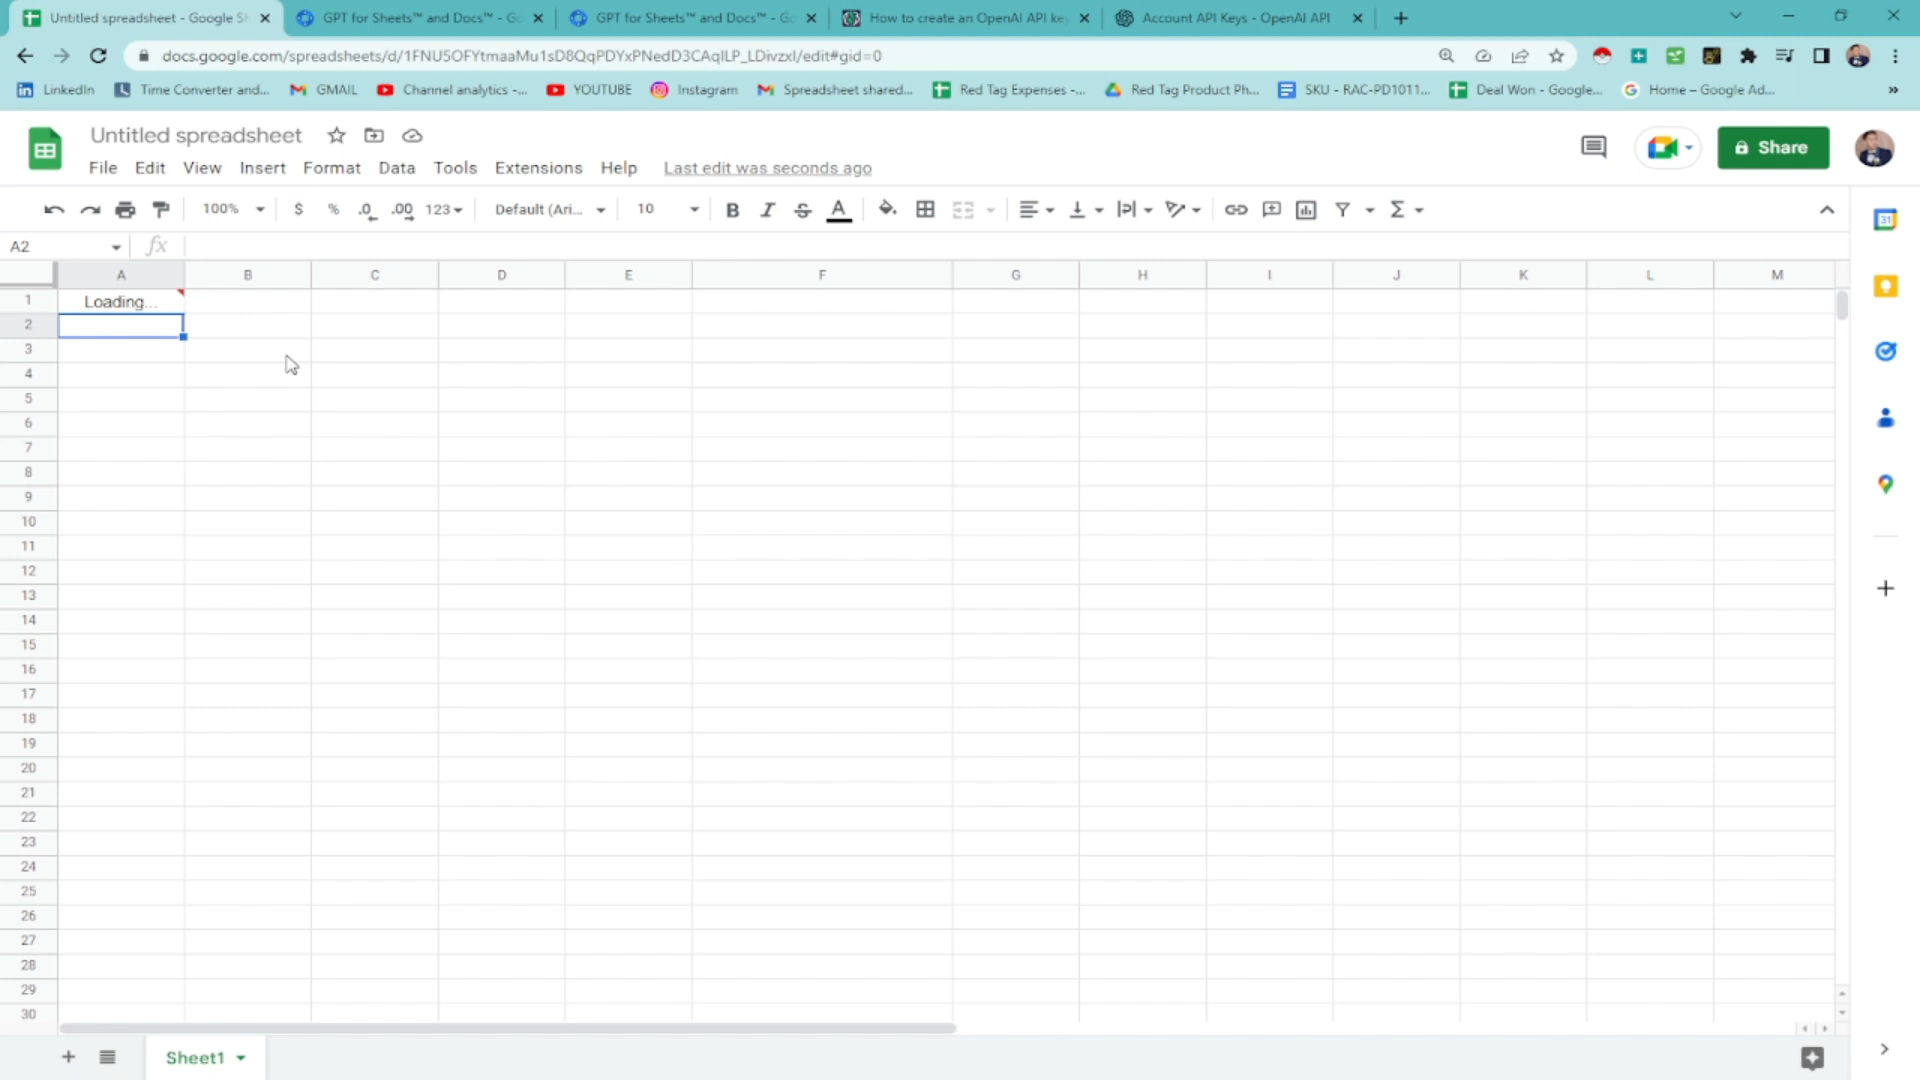 Untitled spreadsheet - Google Sh
GPT for Sheets™ and Docs™ - Go
GPT for Sheets™ and Docs™ - Go
How to create an OpenAI API key
Account API Keys - OpenAI API
docs.google.com/spreadsheets/d/1FNU5OFYtmaaMu1sD8QqPDYxPNedD3CAqILP_LDivzxI/edit#gid=0
LinkedIn
Time Converter and...
GMAIL
Channel analytics -...
YOUTUBE
Instagram
Spreadsheet shared...
Red Tag Expenses -...
Red Tag Product Ph...
SKU - RAC-PD1011...
Deal Won - Google...
Home – Google Ad...
Untitled spreadsheet
Share
File Edit View Insert Format Data Tools Extensions Help Last edit was seconds ago
100% $ % .0 .00 123 Default (Ari... 10 B I S A
A2 fx
A B C D E F G H I J K L M
1 Loading...
2
3
4
5
6
7
8
9
10
11
12
13
14
15
16
17
18
19
20
21
22
23
24
25
26
27
28
29
30
Sheet1
31